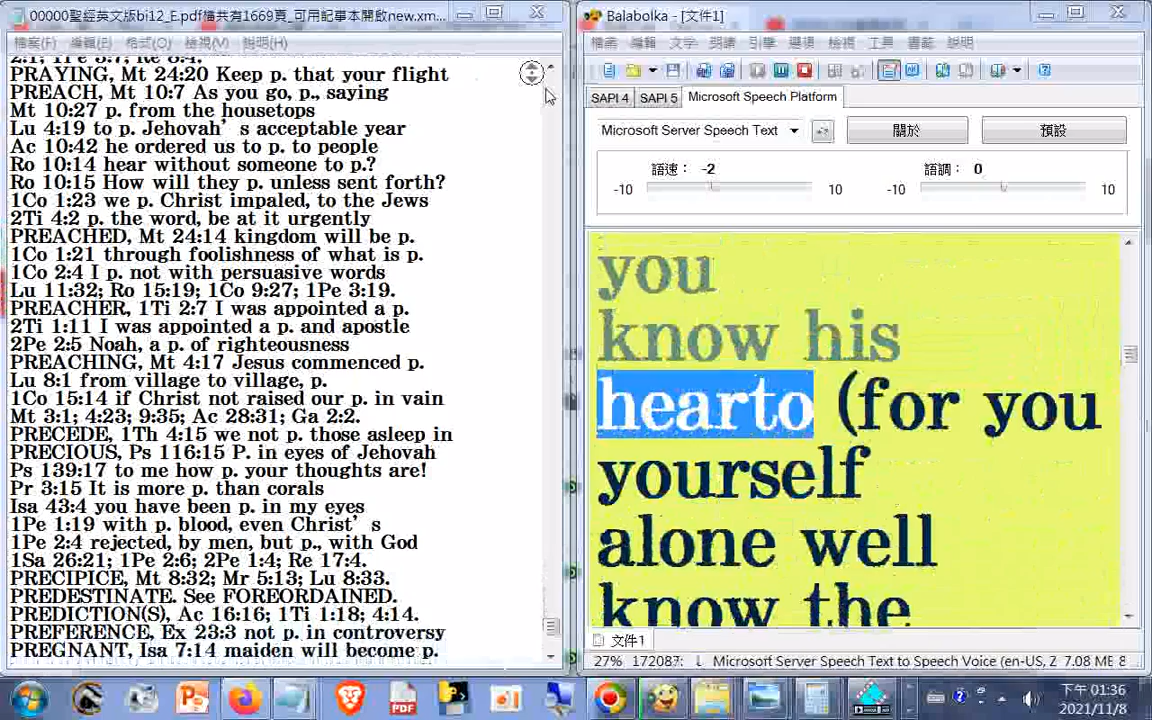 00000聖經英文版bi12_E.pdf檔共有1669頁_可用記事本開啟new.xm...
檔案(F) 編輯(E) 格式(O) 檢視(V) 說明(H)
PRAYING, Mt 24:20 Keep p. that your flight
PREACH, Mt 10:7 As you go, p., saying
Mt 10:27 p. from the housetops
Lu 4:19 to p. Jehovah’s acceptable year
Ac 10:42 he ordered us to p. to people
Ro 10:14 hear without someone to p.?
Ro 10:15 How will they p. unless sent forth?
1Co 1:23 we p. Christ impaled, to the Jews
2Ti 4:2 p. the word, be at it urgently
PREACHED, Mt 24:14 kingdom will be p.
1Co 1:21 through foolishness of what is p.
1Co 2:4 I p. not with persuasive words
Lu 11:32; Ro 15:19; 1Co 9:27; 1Pe 3:19.
PREACHER, 1Ti 2:7 I was appointed a p.
2Ti 1:11 I was appointed a p. and apostle
2Pe 2:5 Noah, a p. of righteousness
PREACHING, Mt 4:17 Jesus commenced p.
Lu 8:1 from village to village, p.
1Co 15:14 if Christ not raised our p. in vain
Mt 3:1; 4:23; 9:35; Ac 28:31; Ga 2:2.
PRECEDE, 1Th 4:15 we not p. those asleep in
PRECIOUS, Ps 116:15 P. in eyes of Jehovah
Ps 139:17 to me how p. your thoughts are!
Pr 3:15 It is more p. than corals
Isa 43:4 you have been p. in my eyes
1Pe 1:19 with p. blood, even Christ’s
1Pe 2:4 rejected, by men, but p., with God
1Sa 26:21; 1Pe 2:6; 2Pe 1:4; Re 17:4.
PRECIPICE, Mt 8:32; Mr 5:13; Lu 8:33.
PREDESTINATE. See FOREORDAINED.
PREDICTION(S), Ac 16:16; 1Ti 1:18; 4:14.
PREFERENCE, Ex 23:3 not p. in controversy
PREGNANT, Isa 7:14 maiden will become p.
Balabolka - [文件1]
檔案 編輯 文字 朗讀 引擎 選項 檢視 工具 書籤 說明
SAPI 4 SAPI 5 Microsoft Speech Platform
Microsoft Server Speech Text 關於 預設
語速: -2 語調: 0
-10 10 -10 10
you
know his
hearto (for you
yourself
alone well
know the
文件1
27% Microsoft Server Speech Text to Speech Voice (en-US, Z 7.08 MB
PDF
下午 01:36
2021/11/8